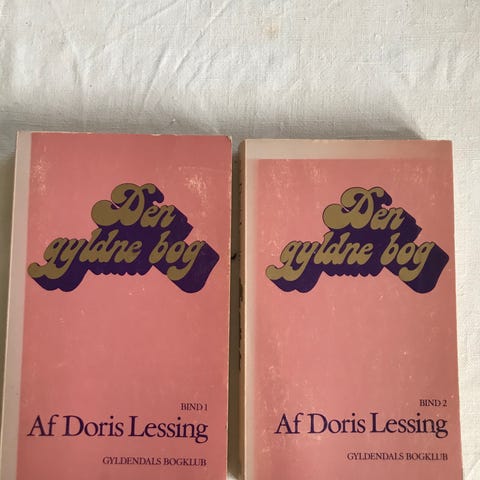 Den
gyldne bog
BIND 1
Af Doris Lessing
GYLDENDALS BOGKLUB
Den
gyldne bog
BIND 2
Af Doris Lessing
GYLDENDALS BOGKLUB